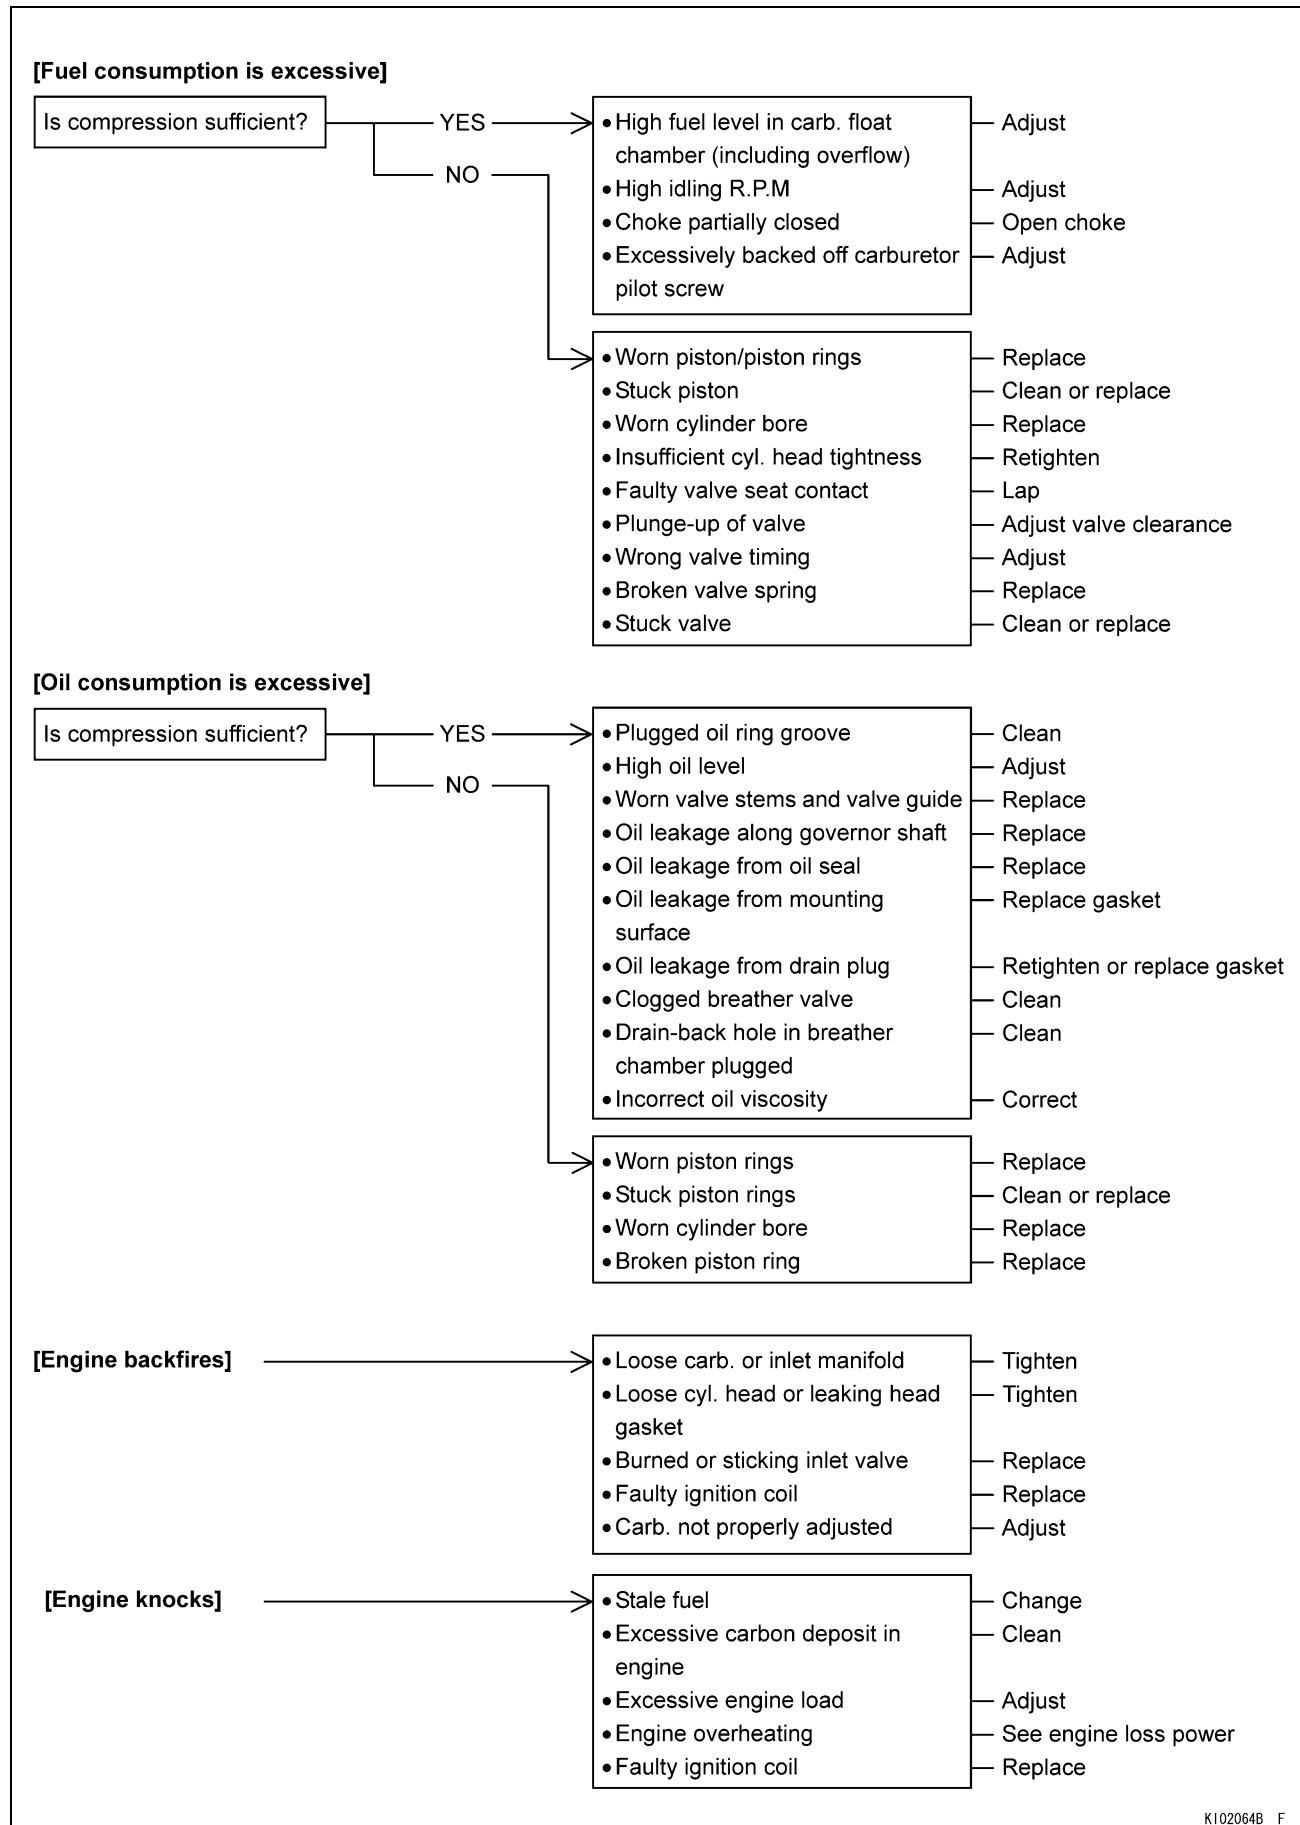 [Fuel consumption is excessive]
Is compression sufficient?
YES
NO
•High fuel level in carb. float
chamber (including overflow)
Adjust
•High idling R.P.M
Adjust
•Choke partially closed
Open choke
•Excessively backed off carburetor
pilot screw
Adjust
•Worn piston/piston rings
Replace
•Stuck piston
Clean or replace
•Worn cylinder bore
Replace
•Insufficient cyl. head tightness
Retighten
•Faulty valve seat contact
Lap
•Plunge-up of valve
Adjust valve clearance
•Wrong valve timing
Adjust
•Broken valve spring
Replace
•Stuck valve
Clean or replace
[Oil consumption is excessive]
Is compression sufficient?
YES
NO
•Plugged oil ring groove
Clean
•High oil level
Adjust
•Worn valve stems and valve guide
Replace
•Oil leakage along governor shaft
Replace
•Oil leakage from oil seal
Replace
•Oil leakage from mounting
surface
Replace gasket
•Oil leakage from drain plug
Retighten or replace gasket
•Clogged breather valve
Clean
•Drain-back hole in breather
chamber plugged
Clean
•Incorrect oil viscosity
Correct
•Worn piston rings
Replace
•Stuck piston rings
Clean or replace
•Worn cylinder bore
Replace
•Broken piston ring
Replace
[Engine backfires]
•Loose carb. or inlet manifold
Tighten
•Loose cyl. head or leaking head
gasket
Tighten
•Burned or sticking inlet valve
Replace
•Faulty ignition coil
Replace
•Carb. not properly adjusted
Adjust
[Engine knocks]
•Stale fuel
Change
•Excessive carbon deposit in
engine
Clean
•Excessive engine load
Adjust
•Engine overheating
See engine loss power
•Faulty ignition coil
Replace
KI02064B F